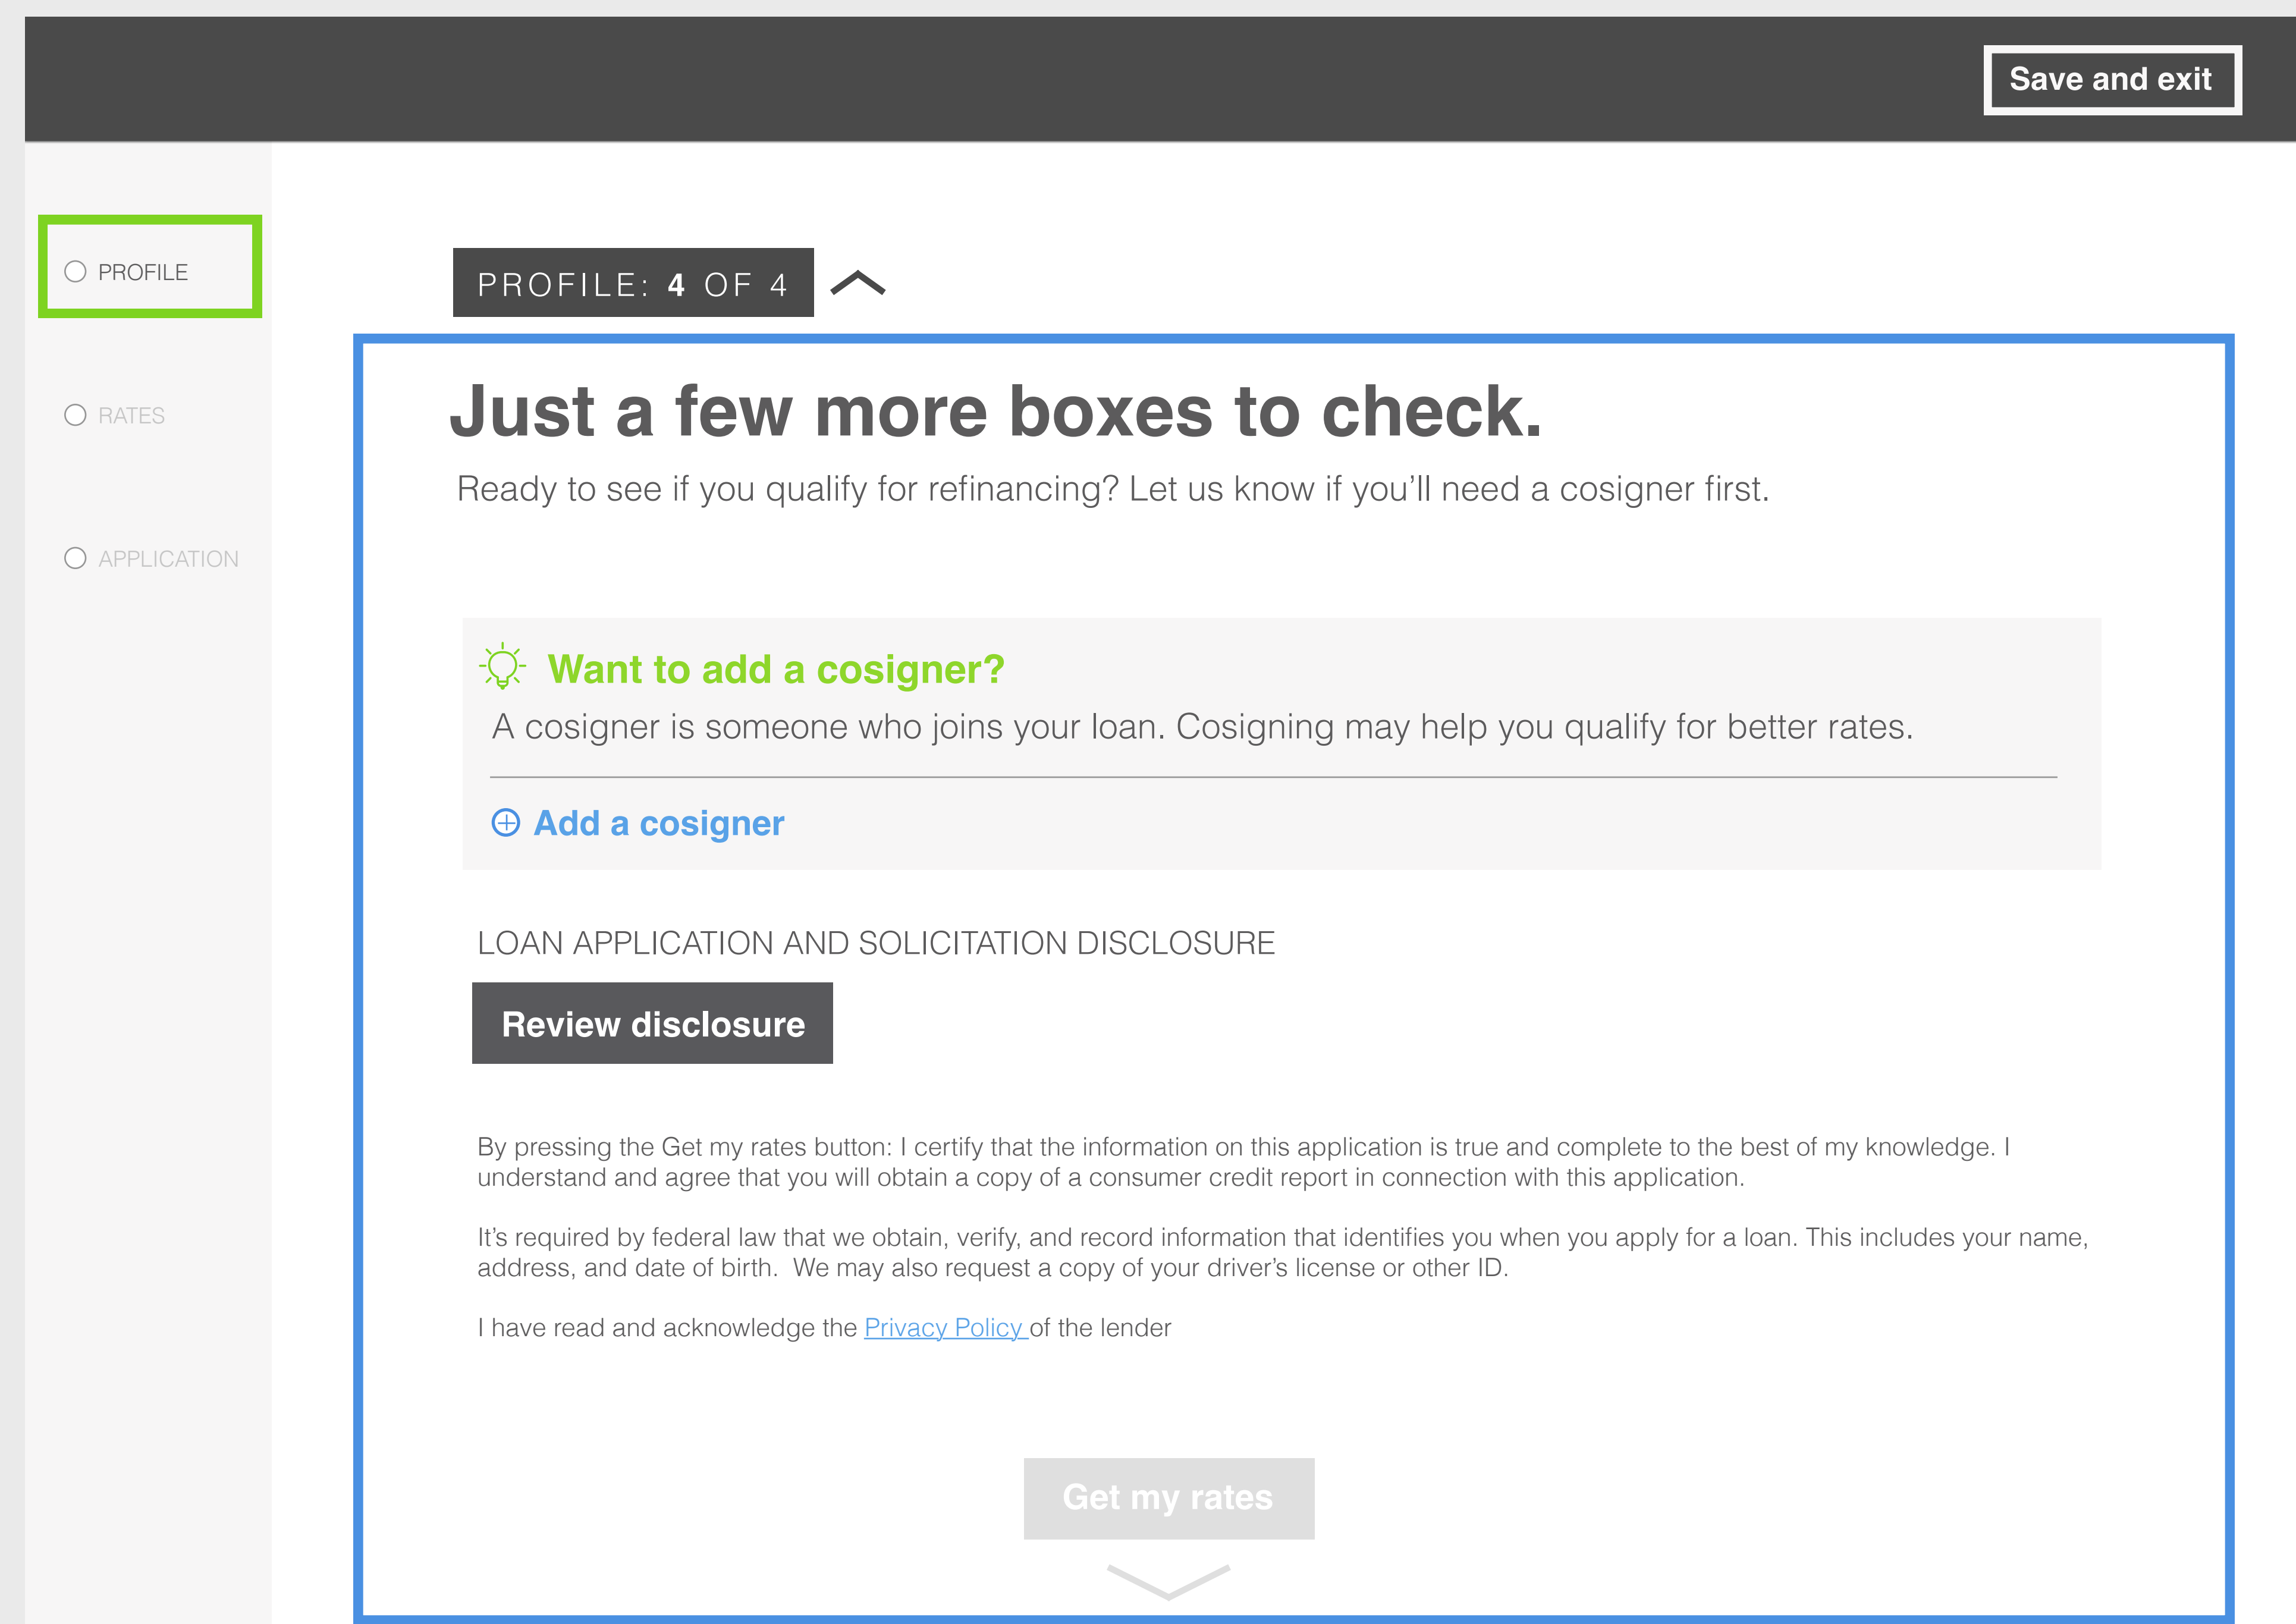 Save and exit
PROFILE
RATES
APPLICATION
PROFILE: 4 OF 4
Just a few more boxes to check.
Ready to see if you qualify for refinancing? Let us know if you’ll need a cosigner first.
Want to add a cosigner?
A cosigner is someone who joins your loan. Cosigning may help you qualify for better rates.
Add a cosigner
LOAN APPLICATION AND SOLICITATION DISCLOSURE
Review disclosure
By pressing the Get my rates button: I certify that the information on this application is true and complete to the best of my knowledge. I
understand and agree that you will obtain a copy of a consumer credit report in connection with this application.
It’s required by federal law that we obtain, verify, and record information that identifies you when you apply for a loan. This includes your name,
address, and date of birth.  We may also request a copy of your driver’s license or other ID.
I have read and acknowledge the Privacy Policy of the lender
Get my rates